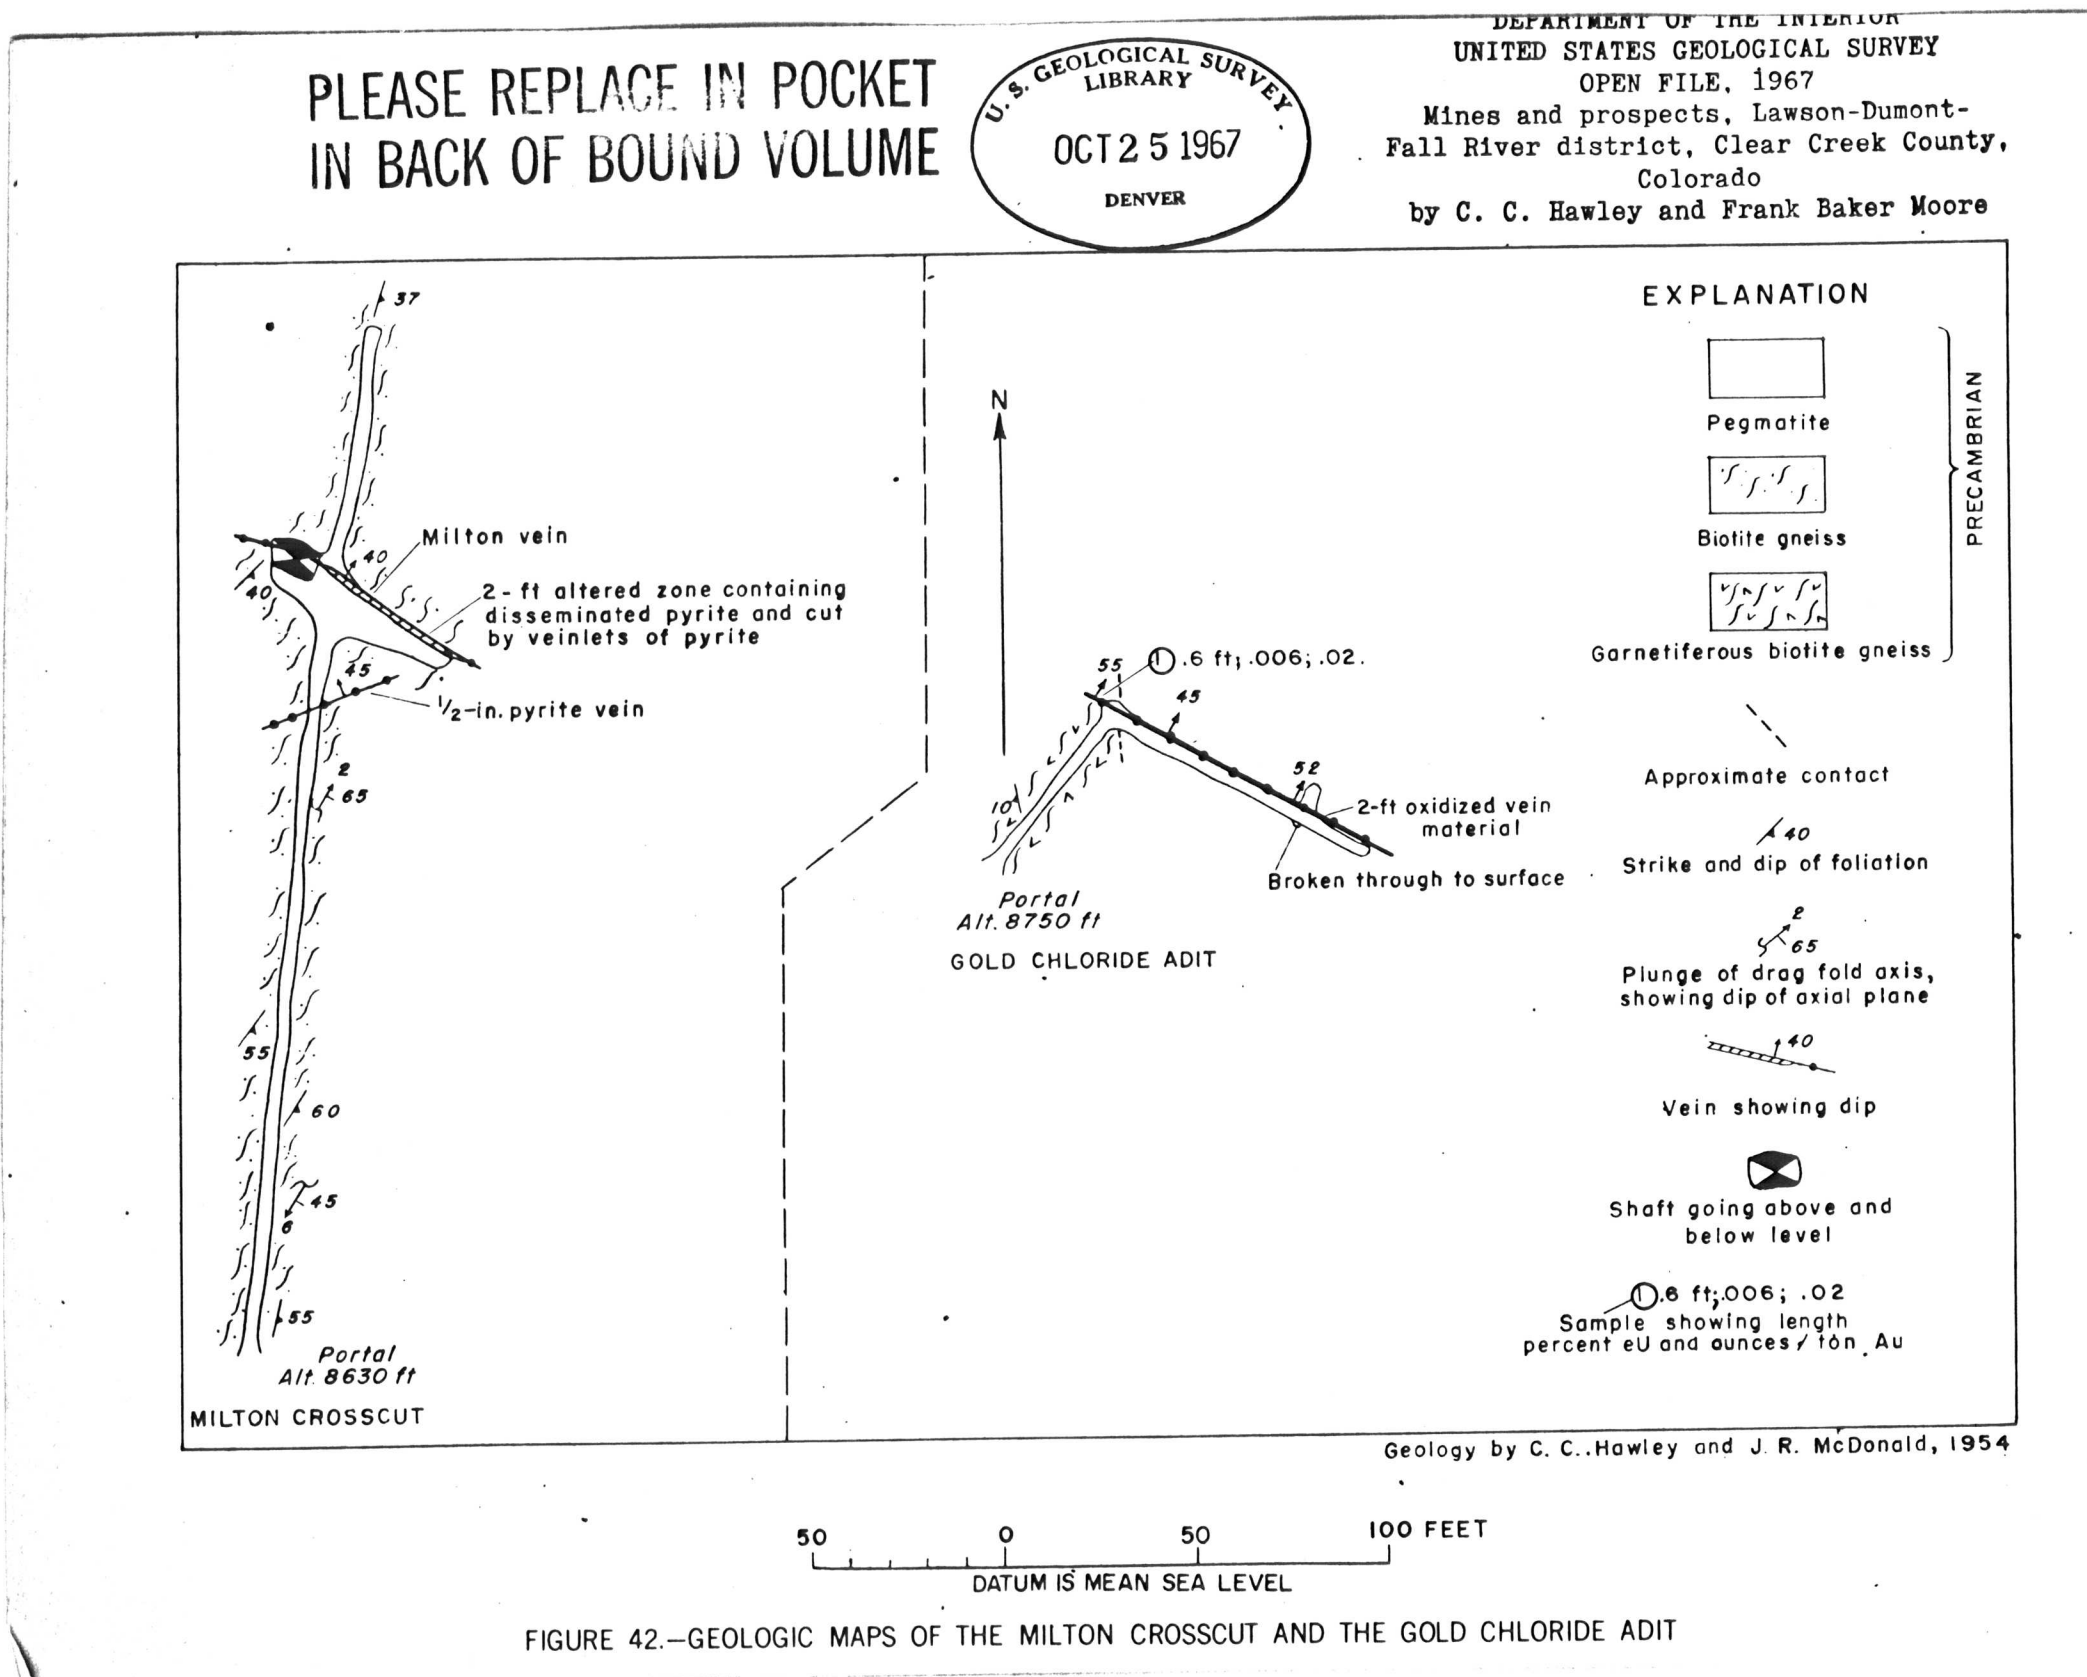 PLEASE REPLACE IN POCKET
IN BACK OF BOUND VOLUME
U. S. GEOLOGICAL SURVEY.
LIBRARY
OCT 25 1967
DENVER
DEPARTMENT OF THE INTERIOR
UNITED STATES GEOLOGICAL SURVEY
OPEN FILE, 1967
Mines and prospects, Lawson-Dumont-
Fall River district, Clear Creek County,
Colorado
by C. C. Hawley and Frank Baker Moore
37
Milton vein
40
40
2-ft altered zone containing
disseminated pyrite and cut
by veinlets of pyrite
45
1/2-in. pyrite vein
2
65
55
60
45
6
55
Portal
Alt. 8630 ft
MILTON CROSSCUT
N
55
1 .6 ft; .006; .02.
45
52
10
2-ft oxidized vein
material
Broken through to surface
Portal
Alt. 8750 ft
GOLD CHLORIDE ADIT
EXPLANATION
Pegmatite
Biotite gneiss
Garnetiferous biotite gneiss
PRECAMBRIAN
Approximate contact
40
Strike and dip of foliation
2
65
Plunge of drag fold axis,
showing dip of axial plane
40
Vein showing dip
Shaft going above and
below level
1 .6 ft; .006; .02
Sample showing length
percent eU and ounces / ton Au
Geology by C. C. Hawley and J. R. McDonald, 1954
50 0 50 100 FEET
DATUM IS MEAN SEA LEVEL
FIGURE 42.—GEOLOGIC MAPS OF THE MILTON CROSSCUT AND THE GOLD CHLORIDE ADIT